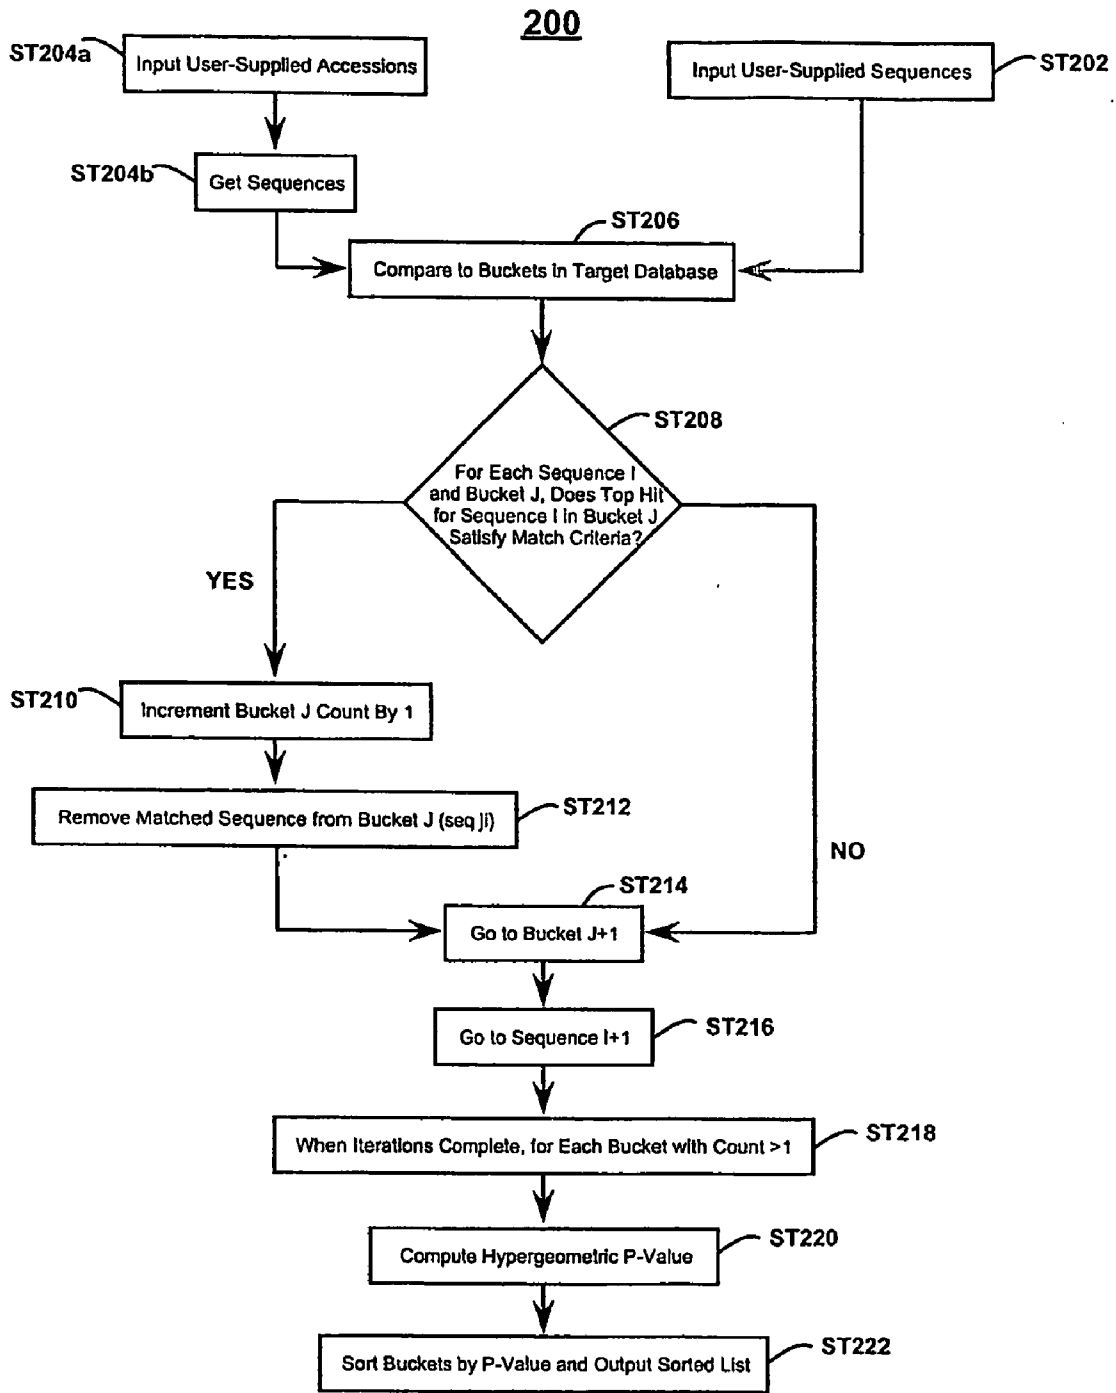 200
ST204a
Input User-Supplied Accessions
Input User-Supplied Sequences
ST202
ST204b
Get Sequences
ST206
Compare to Buckets in Target Database
ST208
For Each Sequence I
and Bucket J, Does Top Hit
for Sequence I in Bucket J
Satisfy Match Criteria?
YES
ST210
Increment Bucket J Count By 1
ST212
Remove Matched Sequence from Bucket J (seq ji)
NO
ST214
Go to Bucket J+1
ST216
Go to Sequence I+1
ST218
When Iterations Complete, for Each Bucket with Count >1
ST220
Compute Hypergeometric P-Value
ST222
Sort Buckets by P-Value and Output Sorted List